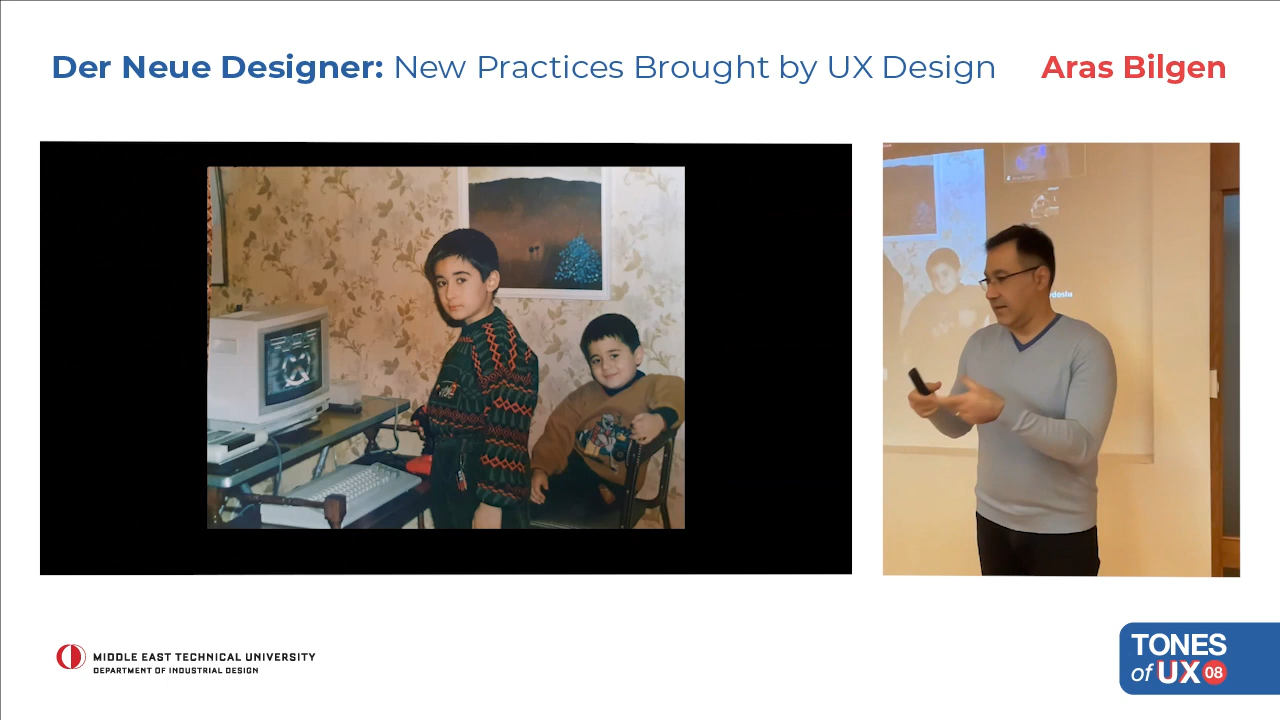 Der Neue Designer: New Practices Brought by UX Design
Aras Bilgen
MIDDLE EAST TECHNICAL UNIVERSITY
DEPARTMENT OF INDUSTRIAL DESIGN
TONES
of UX 08